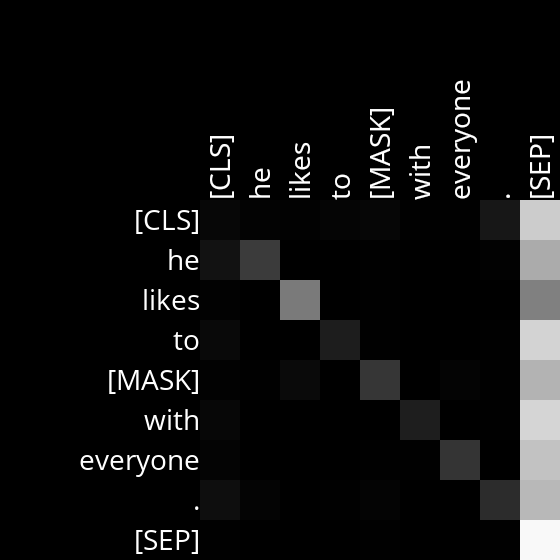 [CLS]
he
likes
to
[MASK]
with
everyone
.
[SEP]
[CLS]
he
likes
to
[MASK]
with
everyone
.
[SEP]